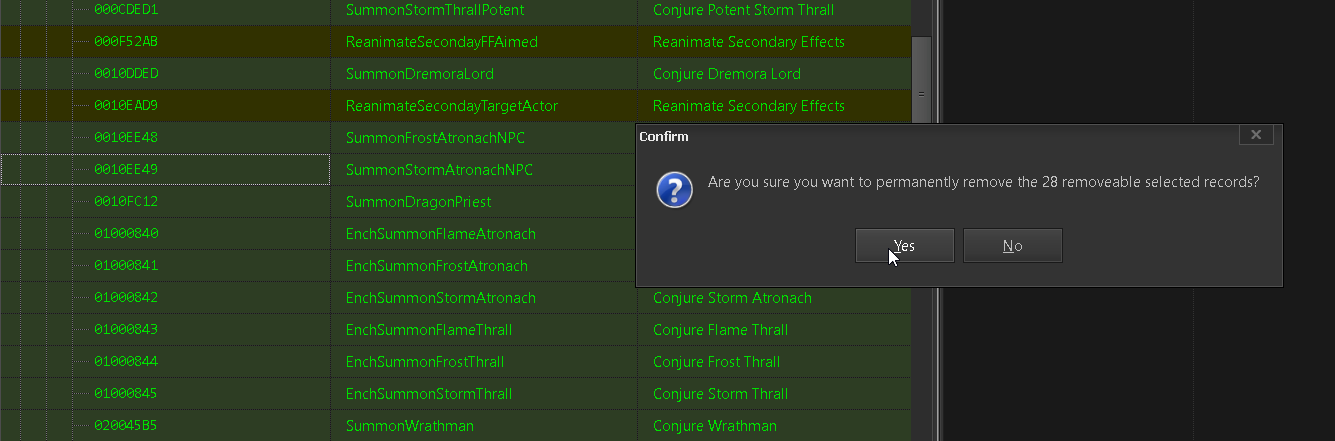 000CDED1 SummonStormThrallPotent Conjure Potent Storm Thrall
000F52AB ReanimateSecondayFFAimed Reanimate Secondary Effects
0010DDED SummonDremoraLord Conjure Dremora Lord
0010EAD9 ReanimateSecondayTargetActor Reanimate Secondary Effects
0010EE48 SummonFrostAtronachNPC
0010EE49 SummonStormAtronachNPC
0010FC12 SummonDragonPriest
01000840 EnchSummonFlameAtronach
01000841 EnchSummonFrostAtronach
01000842 EnchSummonStormAtronach Conjure Storm Atronach
01000843 EnchSummonFlameThrall Conjure Flame Thrall
01000844 EnchSummonFrostThrall Conjure Frost Thrall
01000845 EnchSummonStormThrall Conjure Storm Thrall
020045B5 SummonWrathman Conjure Wrathman
Confirm
Are you sure you want to permanently remove the 28 removeable selected records?
Yes No